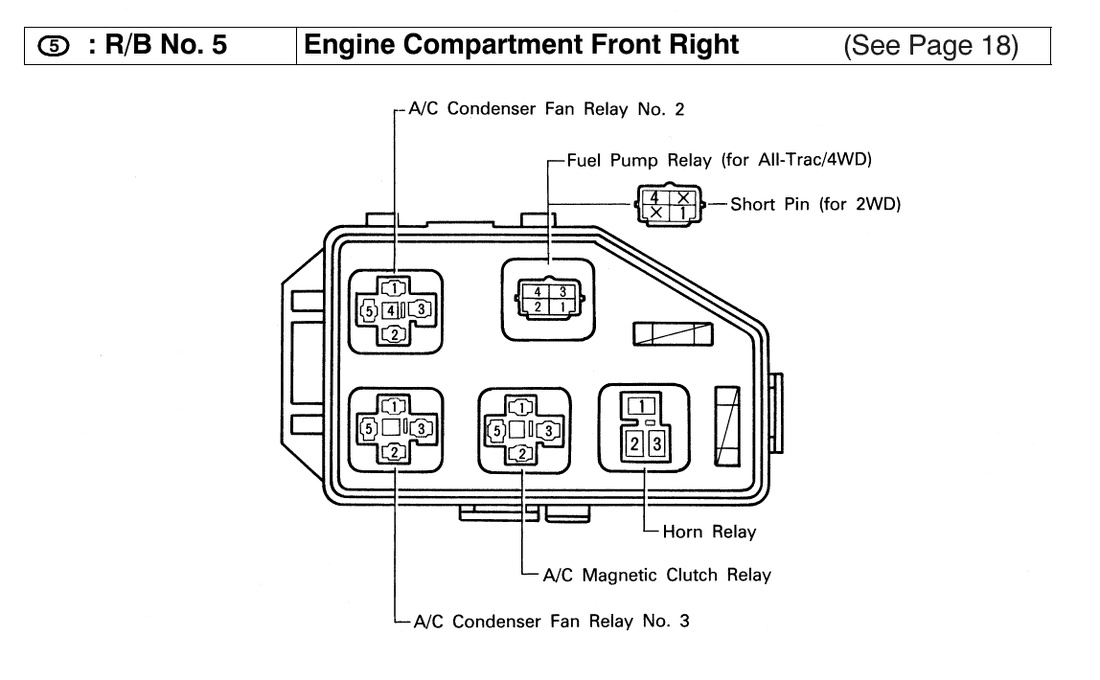 5 : R/B No. 5 Engine Compartment Front Right (See Page 18)
A/C Condenser Fan Relay No. 2
Fuel Pump Relay (for All-Trac/4WD)
4 X
X 1
Short Pin (for 2WD)
1
5 4 3
2
4 3
2 1
1
5 3
2
1
5 3
2
1
2 3
Horn Relay
A/C Magnetic Clutch Relay
A/C Condenser Fan Relay No. 3